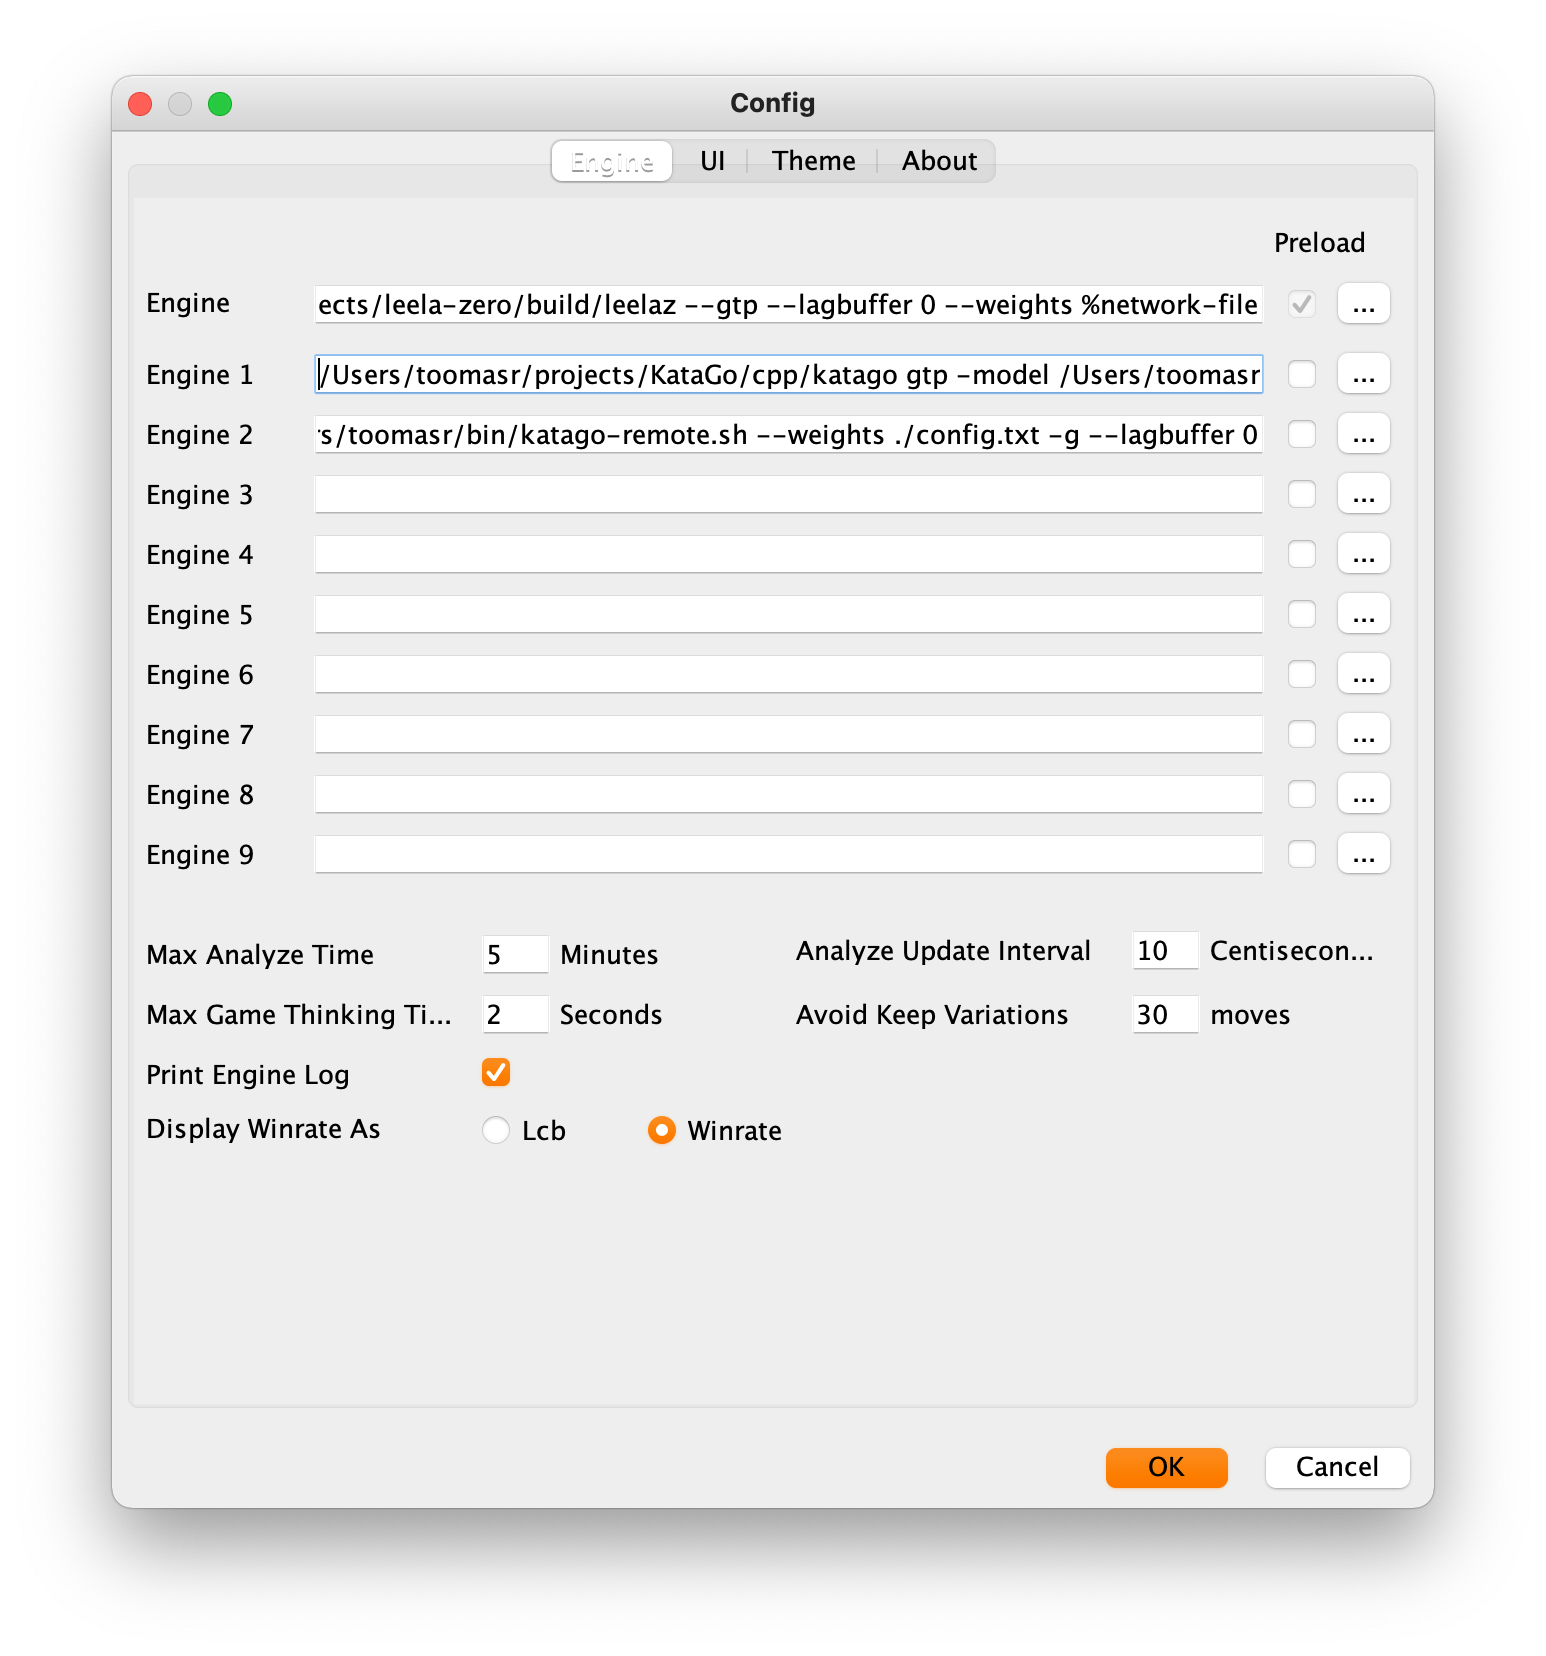 Config
Engine UI Theme About
Preload
Engine ects/leela-zero/build/leelaz --gtp --lagbuffer 0 --weights %network-file ...
Engine 1 /Users/toomasr/projects/KataGo/cpp/katago gtp -model /Users/toomasr ...
Engine 2 s/toomasr/bin/katago-remote.sh --weights ./config.txt -g --lagbuffer 0 ...
Engine 3 ...
Engine 4 ...
Engine 5 ...
Engine 6 ...
Engine 7 ...
Engine 8 ...
Engine 9 ...
Max Analyze Time 5 Minutes Analyze Update Interval 10 Centisecon...
Max Game Thinking Ti... 2 Seconds Avoid Keep Variations 30 moves
Print Engine Log
Display Winrate As Lcb Winrate
OK Cancel